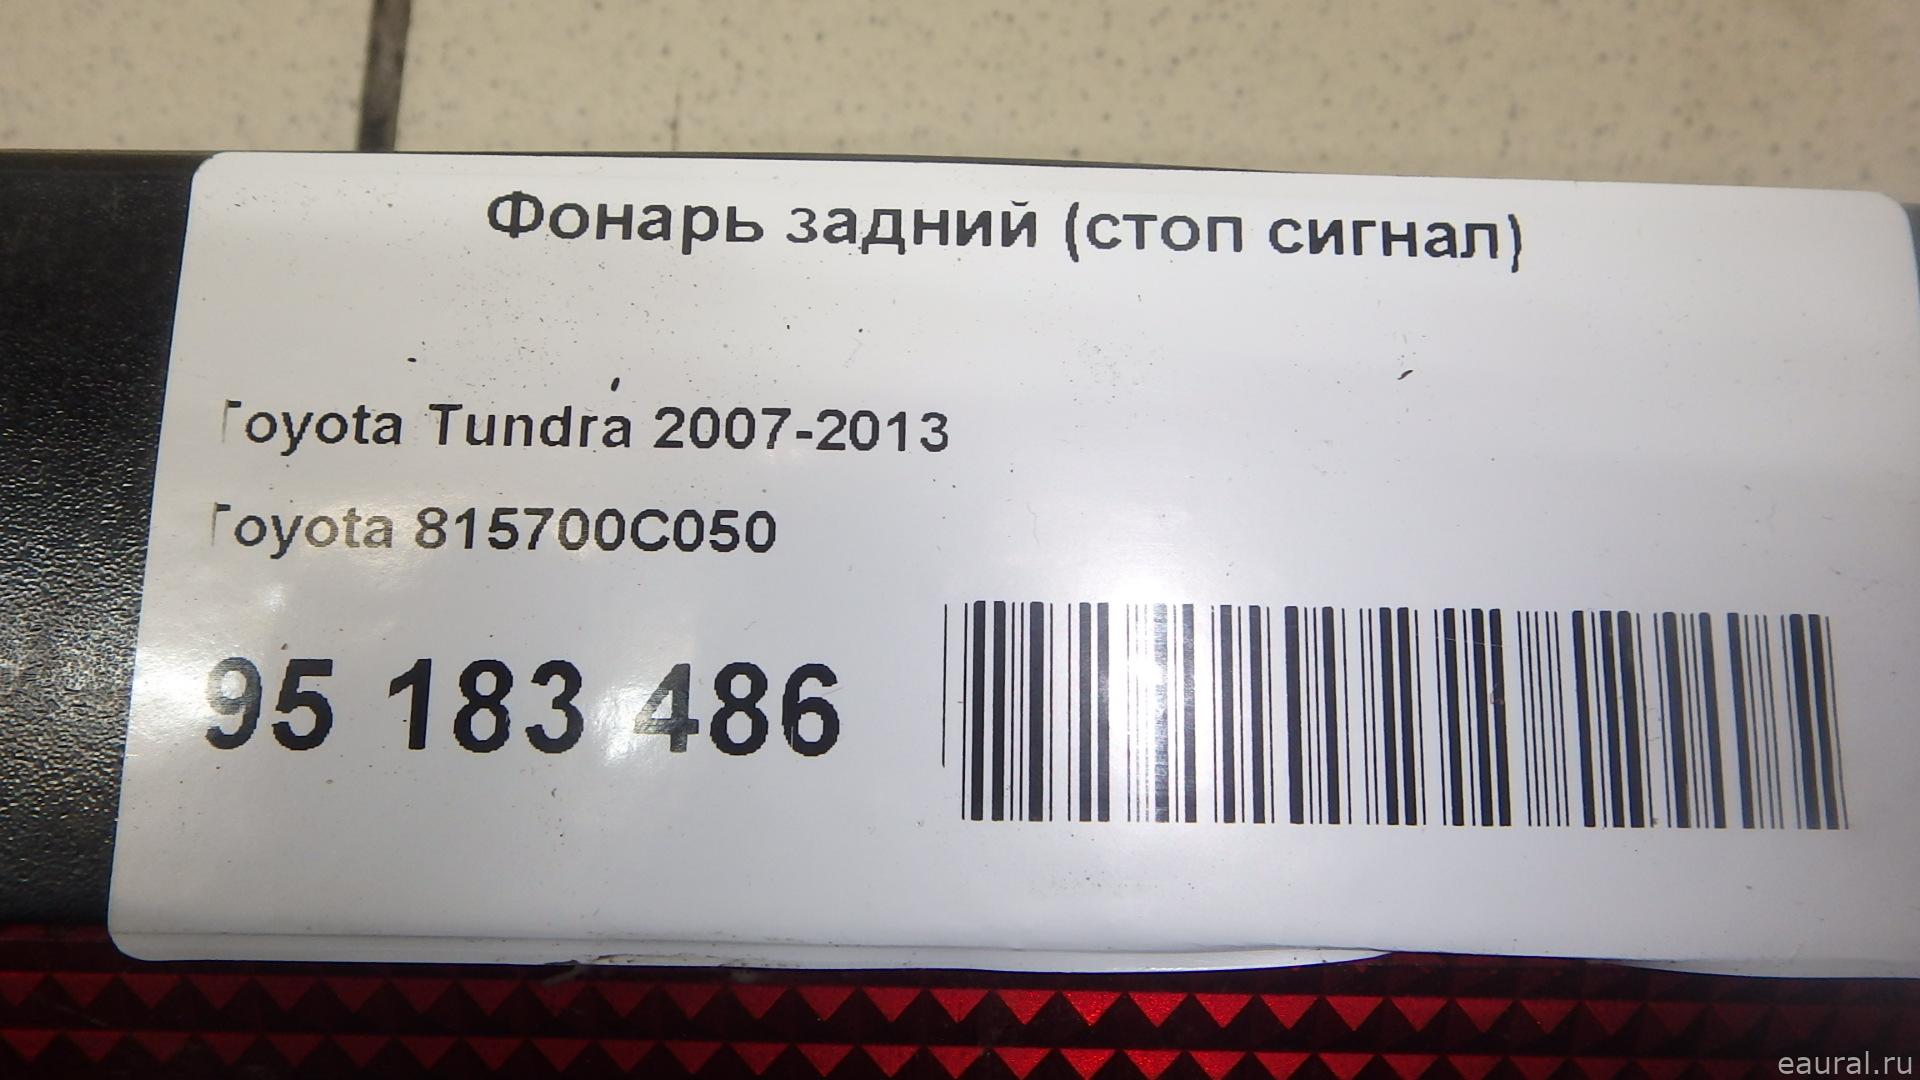 Фонарь задний (стоп сигнал)
Toyota Tundra 2007-2013
Toyota 815700C050
95 183 486
eaural.ru